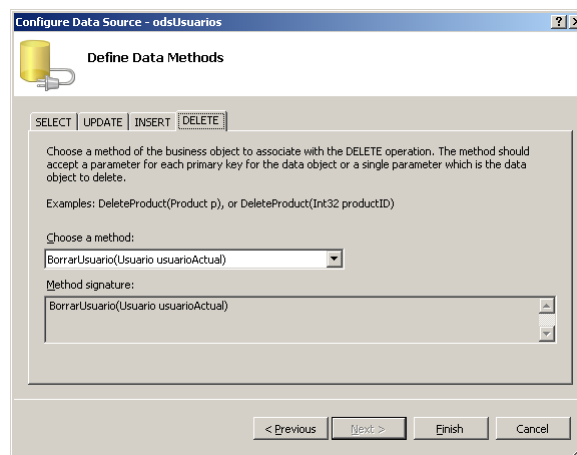 Configure Data Source - odsUsuarios
Define Data Methods
SELECT UPDATE INSERT DELETE
Choose a method of the business object to associate with the DELETE operation. The method should
accept a parameter for each primary key for the data object or a single parameter which is the data
object to delete.
Examples: DeleteProduct(Product p), or DeleteProduct(Int32 productID)
Choose a method:
BorrarUsuario(Usuario usuarioActual)
Method signature:
BorrarUsuario(Usuario usuarioActual)
< Previous Next > Finish Cancel